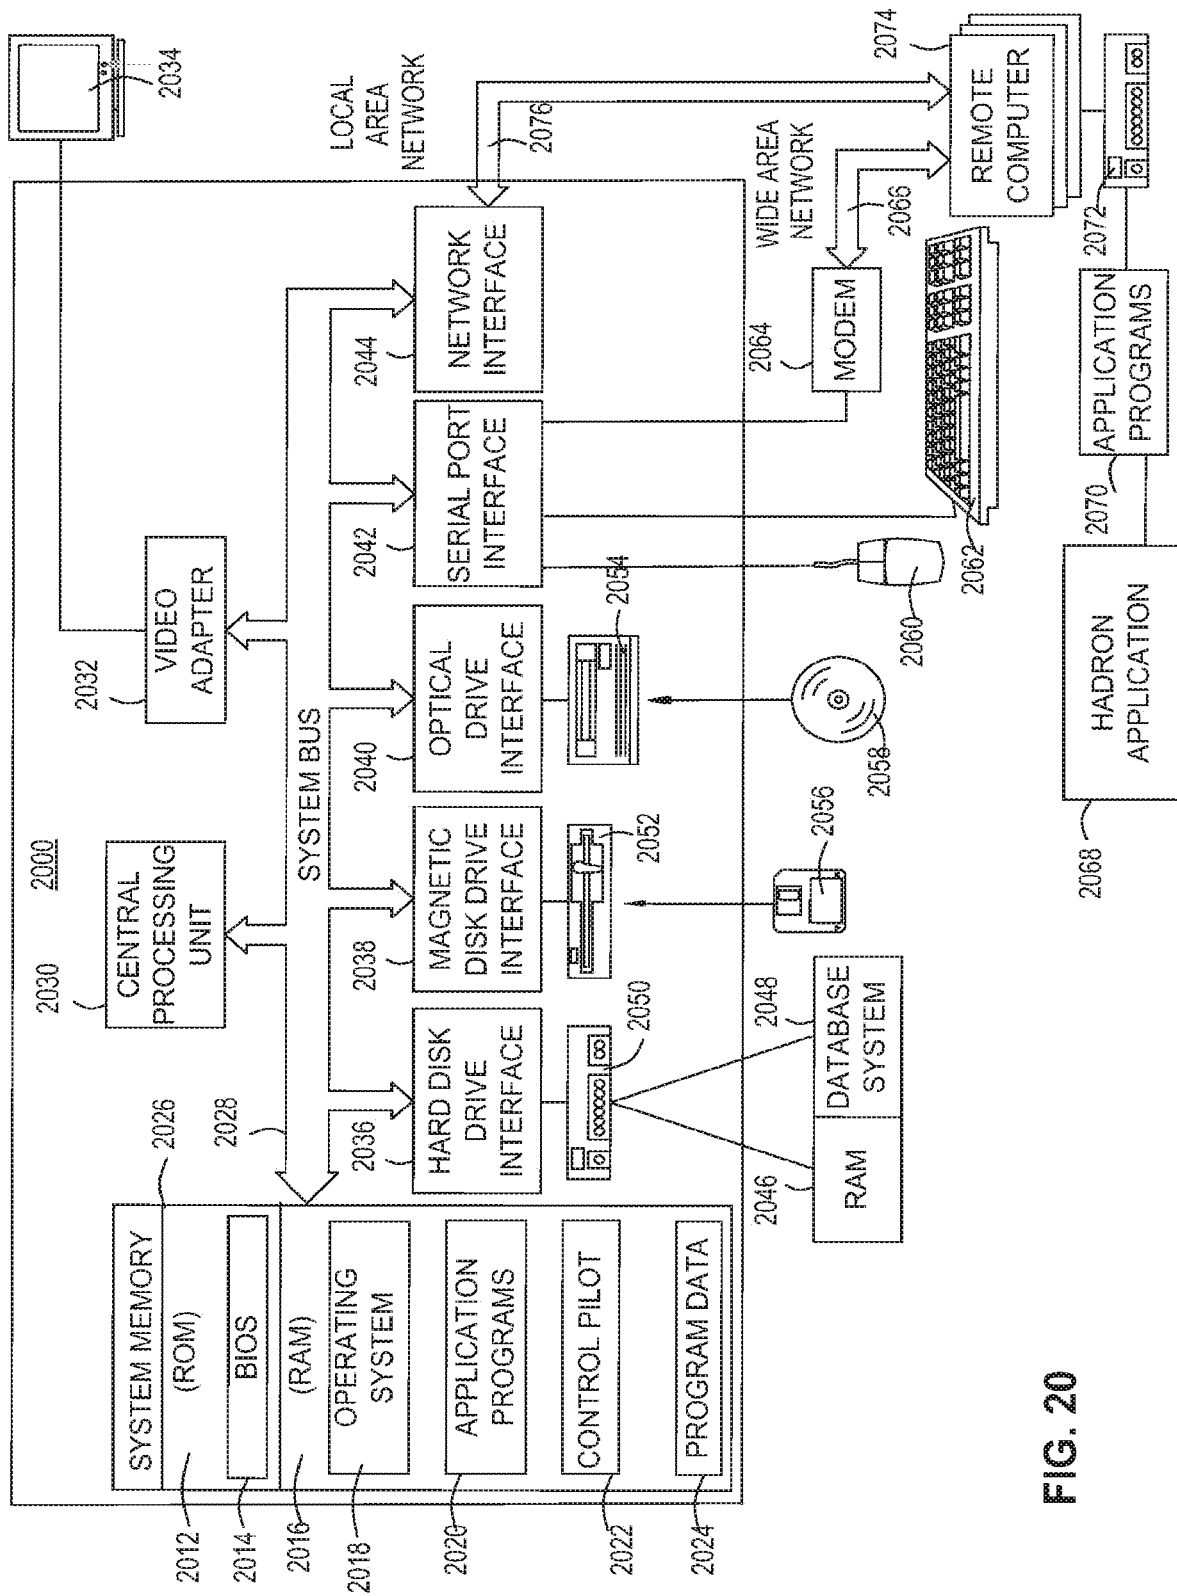 2000
2034
SYSTEM MEMORY
2026
(ROM)
2012
BIOS
2014
(RAM)
2016
OPERATING
SYSTEM
2018
APPLICATION
PROGRAMS
2020
CONTROL PILOT
2022
PROGRAM DATA
2024
2028
2030
CENTRAL
PROCESSING
UNIT
2032
VIDEO
ADAPTER
SYSTEM BUS
2036
HARD DISK
DRIVE
INTERFACE
2038
MAGNETIC
DISK DRIVE
INTERFACE
2040
OPTICAL
DRIVE
INTERFACE
2042
SERIAL PORT
INTERFACE
2044
NETWORK
INTERFACE
LOCAL
AREA
NETWORK
2076
2050
2052
2054
2046
RAM
2048
DATABASE
SYSTEM
2056
2058
2060
2062
2064
MODEM
WIDE AREA
NETWORK
2066
2074
REMOTE
COMPUTER
2072
2070
APPLICATION
PROGRAMS
2068
HADRON
APPLICATION
FIG. 20